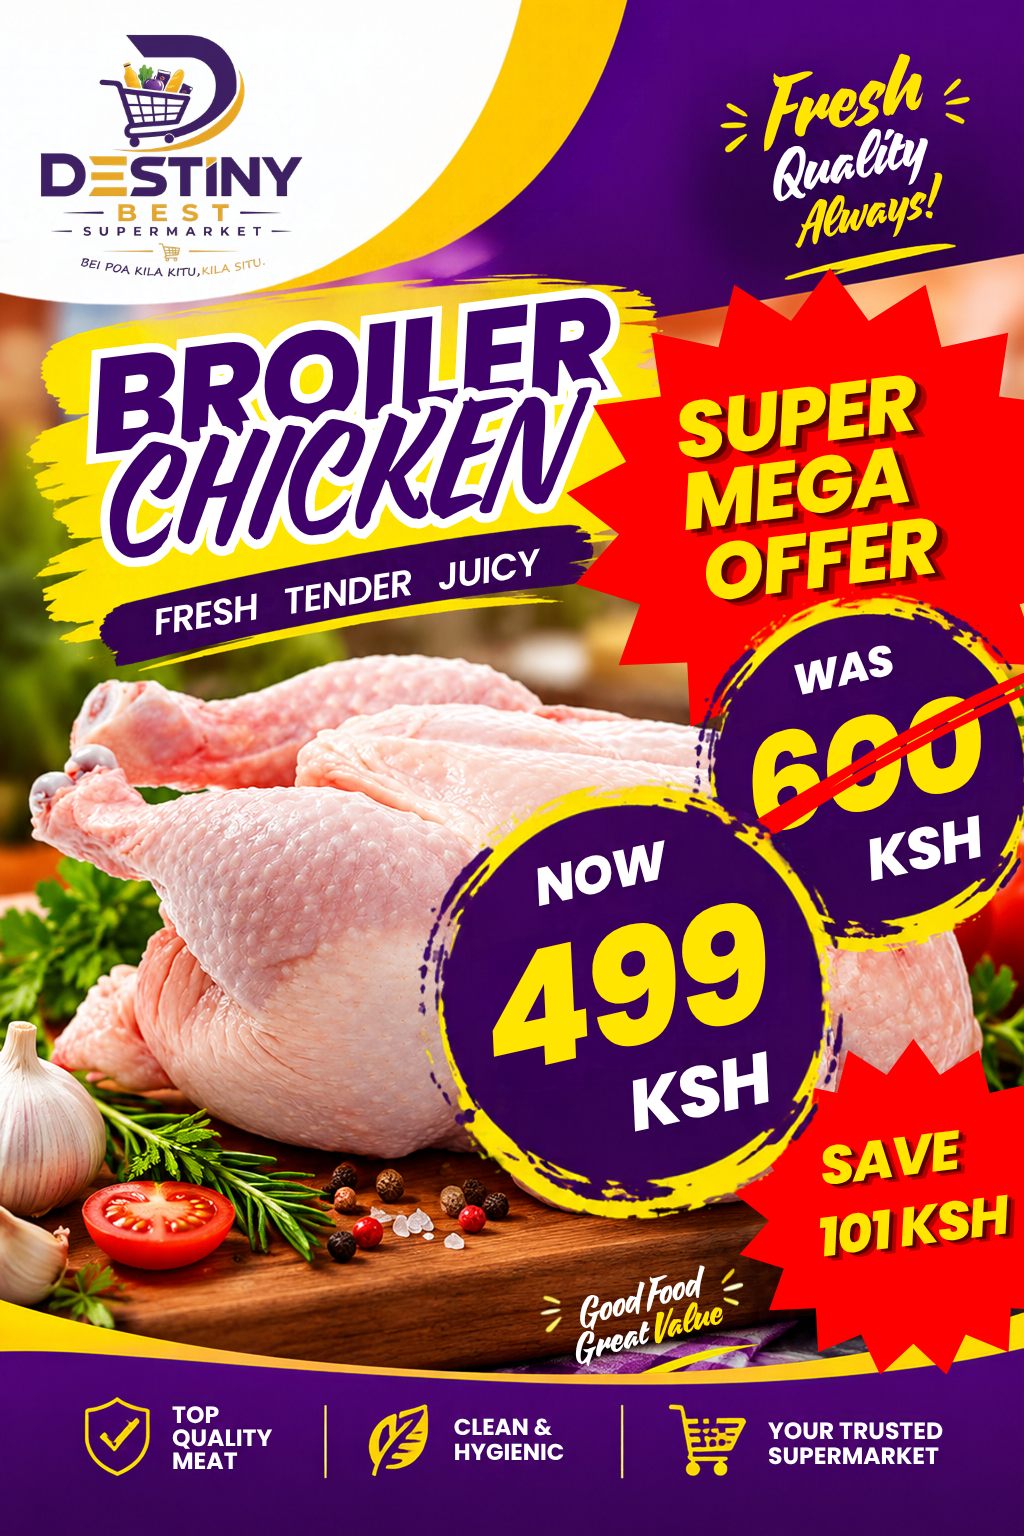 DESTINY
BEST
SUPERMARKET
BEI POA KILA KITU, KILA SITU.
Fresh
Quality
Always!
BROILER
CHICKEN
FRESH TENDER JUICY
SUPER
MEGA
OFFER
WAS
600
KSH
NOW
499
KSH
SAVE
101 KSH
Good Food
Great Value
TOP
QUALITY
MEAT
CLEAN &
HYGIENIC
YOUR TRUSTED
SUPERMARKET